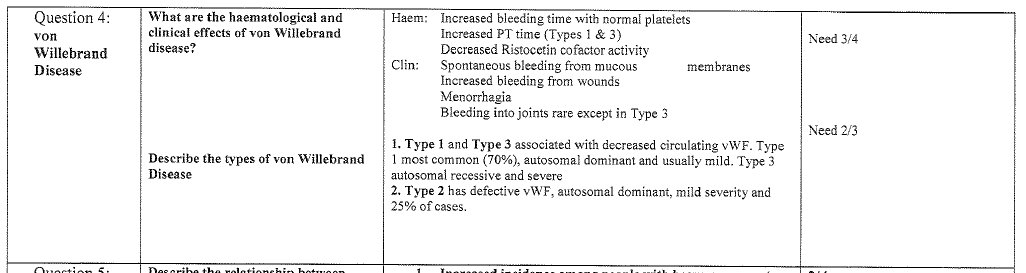 Question 4:
von
Willebrand
Disease
What are the haematological and
clinical effects of von Willebrand
disease?
Describe the types of von Willebrand
Disease
Haem: Increased bleeding time with normal platelets
Increased PT time (Types 1 & 3)
Decreased Ristocetin cofactor activity
Clin: Spontaneous bleeding from mucous membranes
Increased bleeding from wounds
Menorrhagia
Bleeding into joints rare except in Type 3
1. Type 1 and Type 3 associated with decreased circulating vWF. Type
1 most common (70%), autosomal dominant and usually mild. Type 3
autosomal recessive and severe
2. Type 2 has defective vWF, autosomal dominant, mild severity and
25% of cases.
Need 3/4
Need 2/3
Question 5:
Describe the relationship between
1. Increased incidence among people with